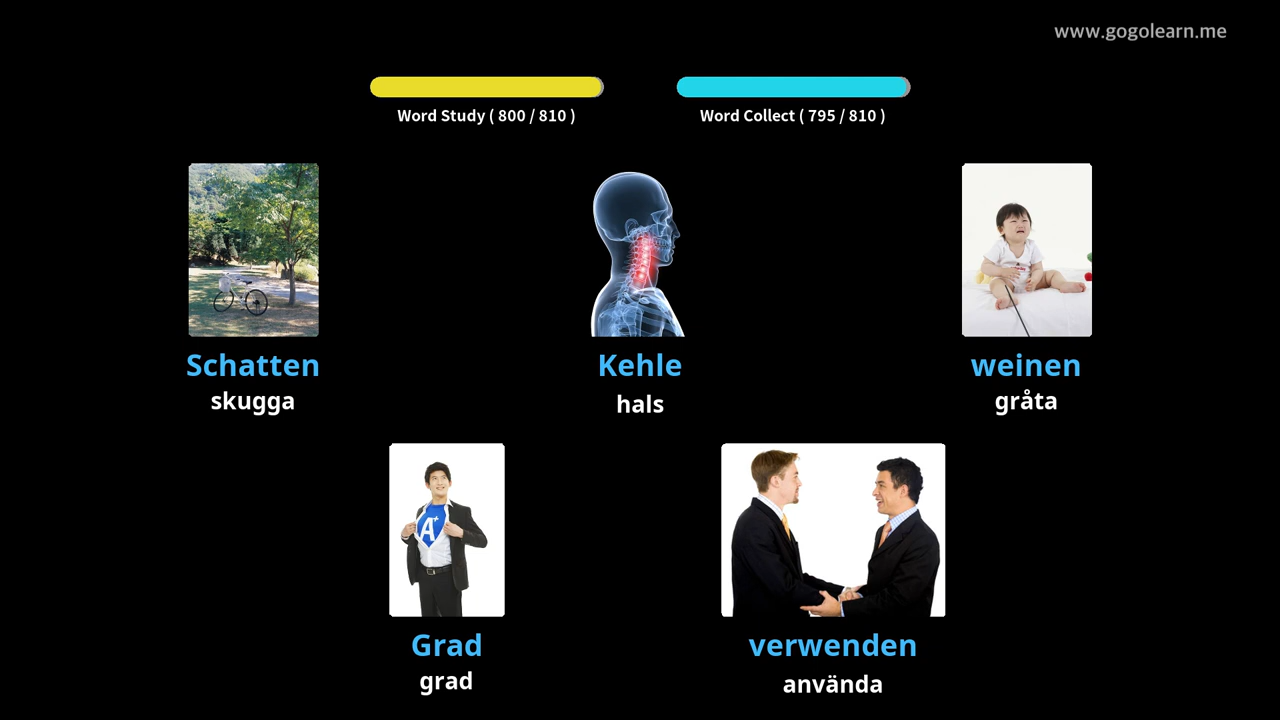 www.gogolearn.me
Word Study ( 800 / 810 )
Word Collect ( 795 / 810 )
Schatten
skugga
Kehle
hals
weinen
gråta
A+
Grad
grad
verwenden
använda